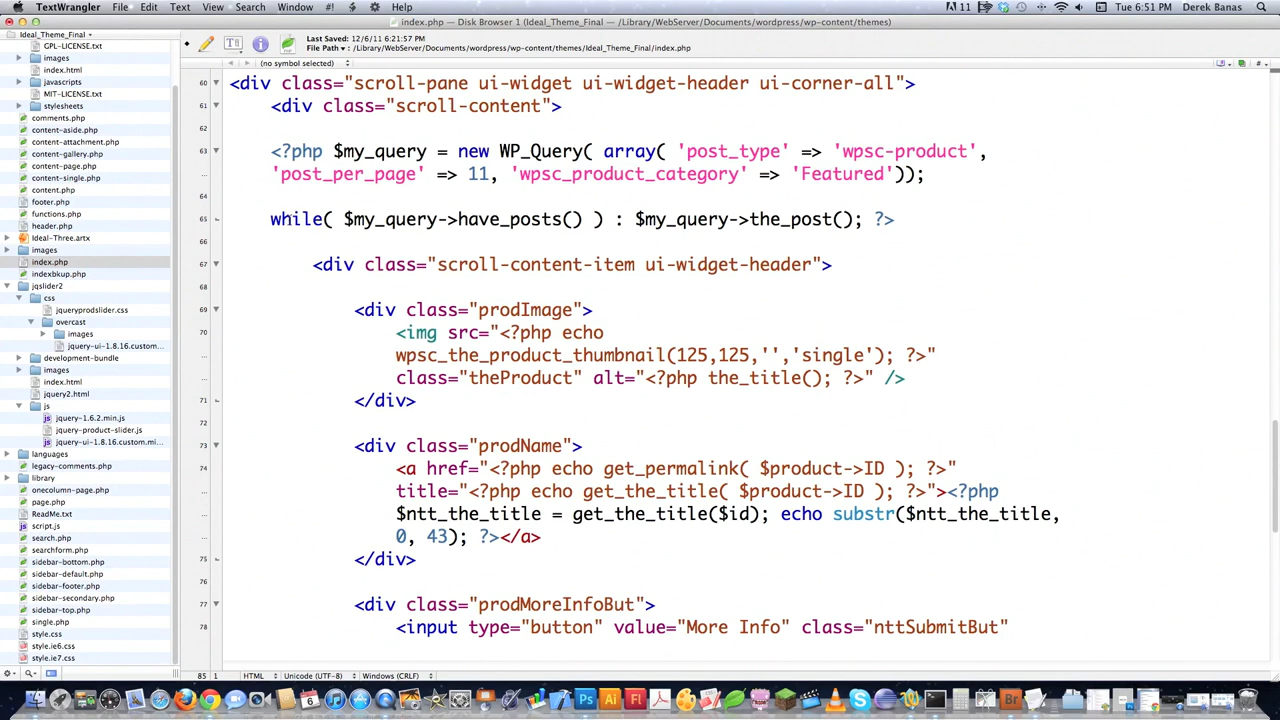 TextWrangler File Edit Text View Search Window Help 11 Tue 6:51 PM Derek Banas
index.php — Disk Browser 1 (Ideal_Theme_Final) — /Library/WebServer/Documents/wordpress/wp-content/themes
Ideal_Theme_Final
Last Saved: 12/6/11 6:21:57 PM
File Path ▾ : /Library/WebServer/Documents/wordpress/wp-content/themes/Ideal_Theme_Final/index.php
(no symbol selected)
GPL-LICENSE.txt
images
index.html
javascripts
MIT-LICENSE.txt
stylesheets
comments.php
content-aside.php
content-attachment.php
content-gallery.php
content-page.php
content-single.php
content.php
footer.php
functions.php
header.php
Ideal-Three.artx
images
index.php
indexbkup.php
jqslider2
css
jqueryprodslider.css
overcast
images
jquery-ui-1.8.16.custom...
development-bundle
images
index.html
jquery2.html
js
jquery-1.6.2.min.js
jquery-product-slider.js
jquery-ui-1.8.16.custom.mi...
languages
legacy-comments.php
library
onecolumn-page.php
page.php
ReadMe.txt
script.js
search.php
searchform.php
sidebar-bottom.php
sidebar-default.php
sidebar-footer.php
sidebar-secondary.php
sidebar-top.php
single.php
style.css
style.ie6.css
style.ie7.css
60 <div class="scroll-pane ui-widget ui-widget-header ui-corner-all">
61 <div class="scroll-content">
62
63 <?php $my_query = new WP_Query( array( 'post_type' => 'wpsc-product',
'post_per_page' => 11, 'wpsc_product_category' => 'Featured'));
64
65 while( $my_query->have_posts() ) : $my_query->the_post(); ?>
66
67 <div class="scroll-content-item ui-widget-header">
68
69 <div class="prodImage">
70 <img src="<?php echo
wpsc_the_product_thumbnail(125,125,'','single'); ?>"
class="theProduct" alt="<?php the_title(); ?>" />
71 </div>
72
73 <div class="prodName">
74 <a href="<?php echo get_permalink( $product->ID ); ?>"
title="<?php echo get_the_title( $product->ID ); ?>"><?php
$ntt_the_title = get_the_title($id); echo substr($ntt_the_title,
0, 43); ?></a>
75 </div>
76
77 <div class="prodMoreInfoBut">
78 <input type="button" value="More Info" class="nttSubmitBut"
85 1 HTML Unicode (UTF-8) Windows (CRLF)